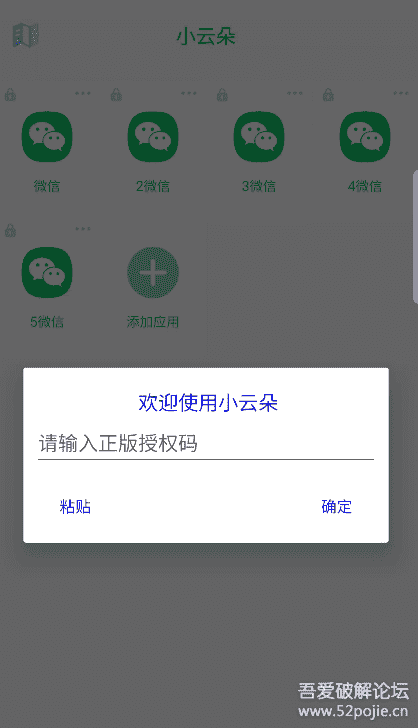 小云朵
微信
2微信
3微信
4微信
5微信
添加应用
欢迎使用小云朵
请输入正版授权码
粘贴
确定
吾爱破解论坛
www.52pojie.cn